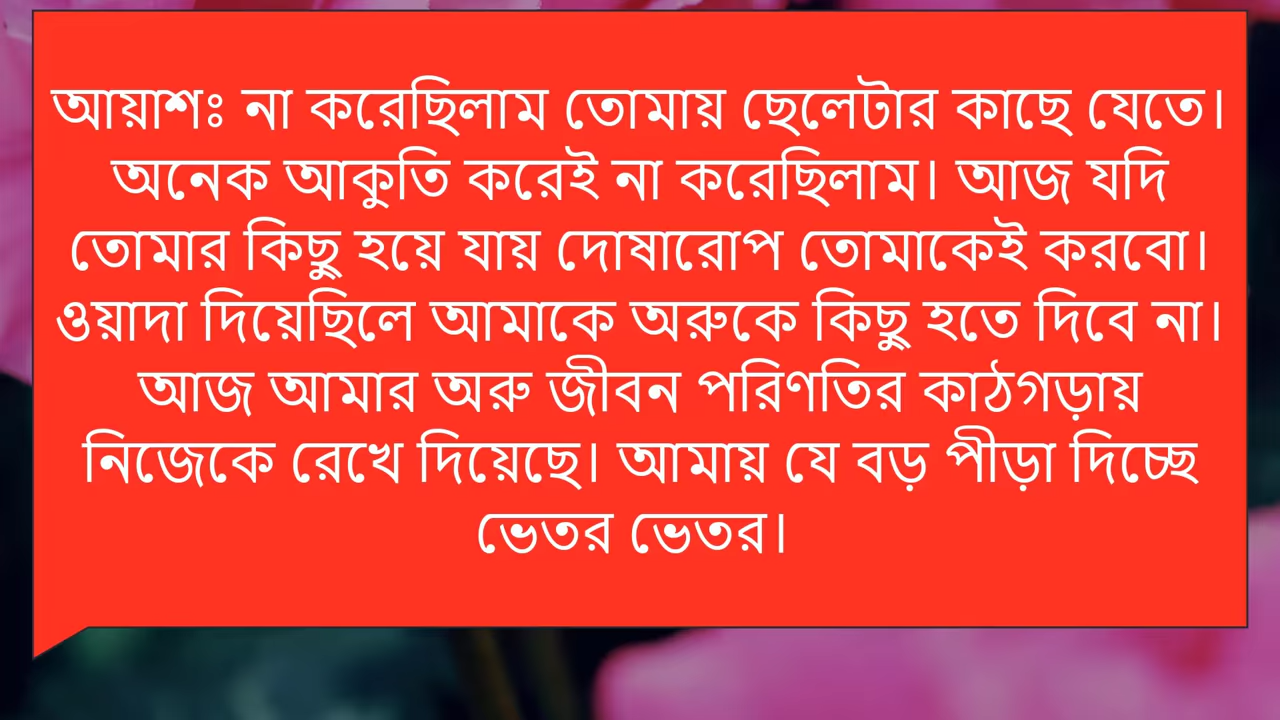 আয়াশঃ না করেছিলাম তোমায় ছেলেটার কাছে যেতে।
অনেক আকুতি করেই না করেছিলাম। আজ যদি
তোমার কিছু হয়ে যায় দোষারোপ তোমাকেই করবো।
ওয়াদা দিয়েছিলে আমাকে অরুকে কিছু হতে দিবে না।
আজ আমার অরু জীবন পরিণতির কাঠগড়ায়
নিজেকে রেখে দিয়েছে। আমায় যে বড় পীড়া দিচ্ছে
ভেতর ভেতর।